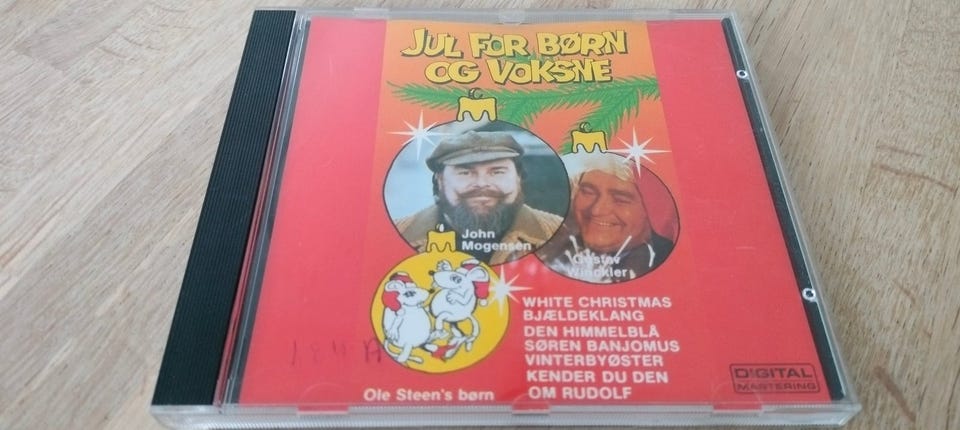 JUL FOR BØRN
OG VOKSNE
John
Mogensen
Gustav
Winckler
WHITE CHRISTMAS
BJÆLDEKLANG
DEN HIMMELBLÅ
SØREN BANJOMUS
VINTERBYØSTER
KENDER DU DEN
OM RUDOLF
Ole Steen's børn
DIGITAL
MASTERING